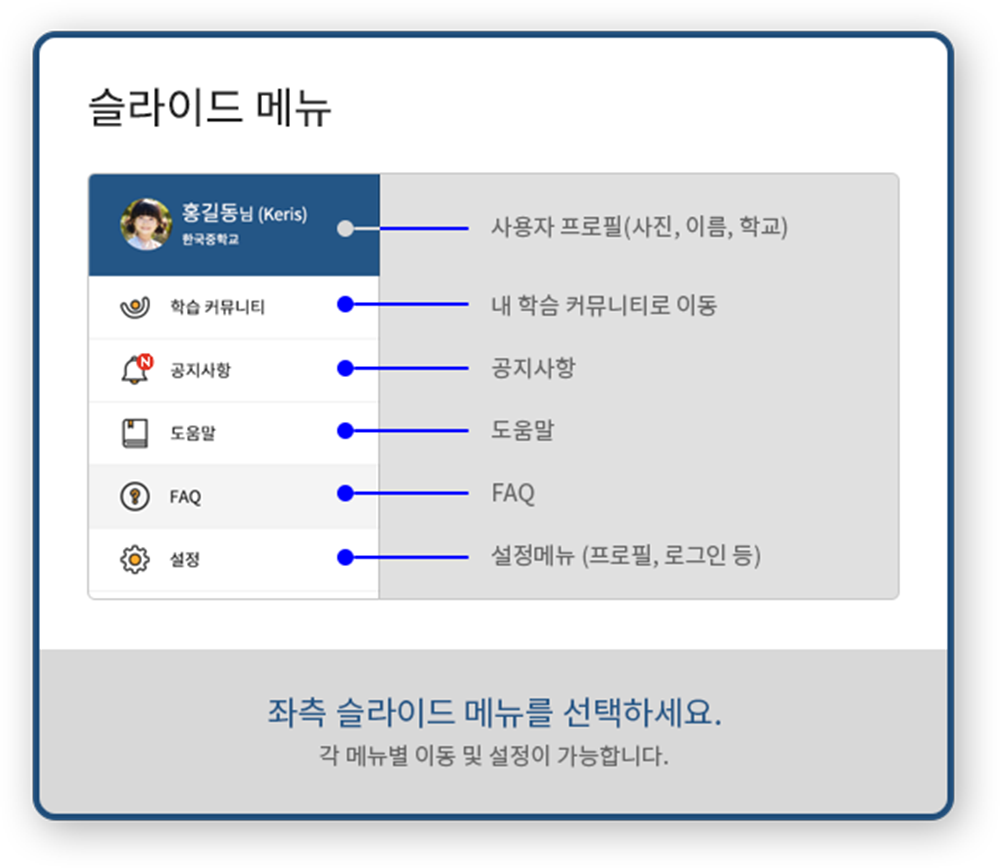 슬라이드 메뉴
홍길동님 (Keris)
한국중학교
사용자 프로필(사진, 이름, 학교)
학습 커뮤니티
내 학슴 커뮤니티로 이동
N
공지사항
공지사항
도움말
도움말
?
FAQ
FAQ
설정
설정메뉴 (프로필, 로그인 등)
좌측 슬라이드 메뉴를 선택하세요.
각 메뉴별 이동 및 설정이 가능합니다.